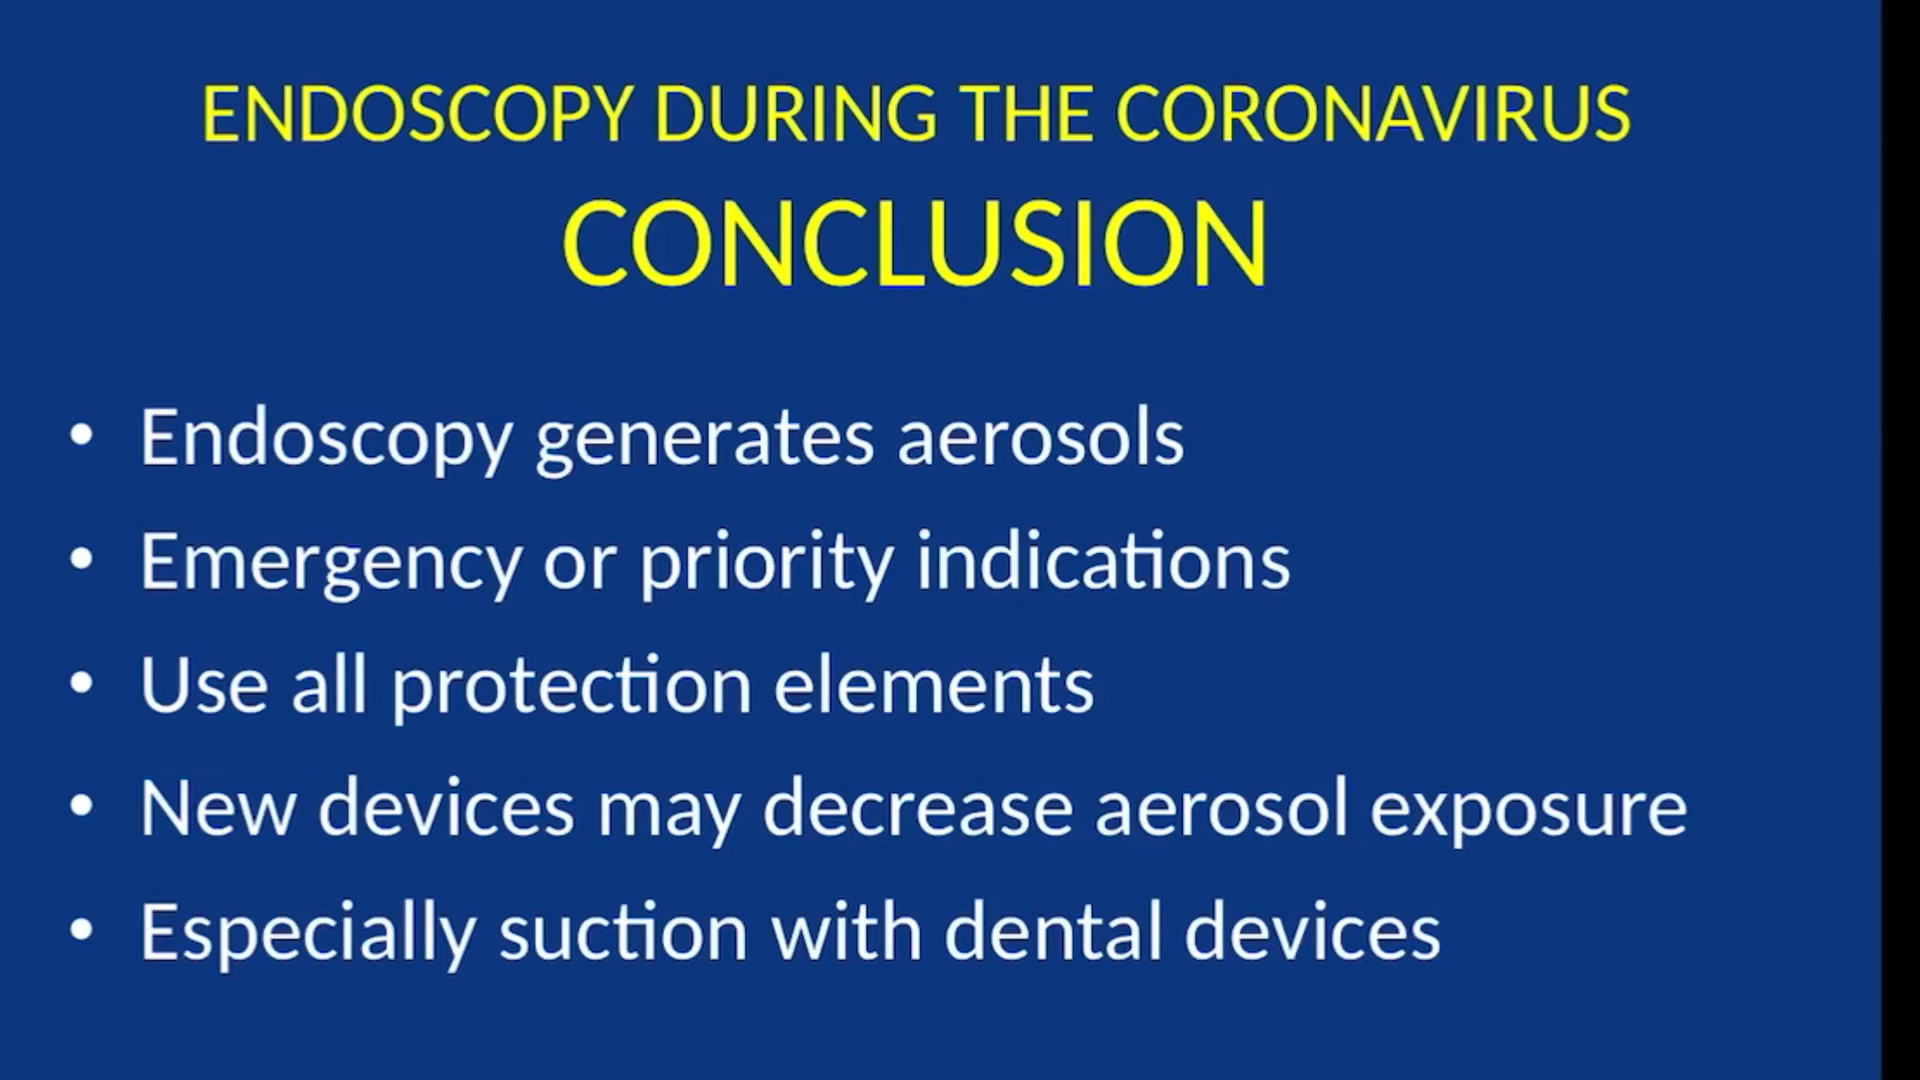 ENDOSCOPY DURING THE CORONAVIRUS
CONCLUSION
• Endoscopy generates aerosols
• Emergency or priority indications
• Use all protection elements
• New devices may decrease aerosol exposure
• Especially suction with dental devices